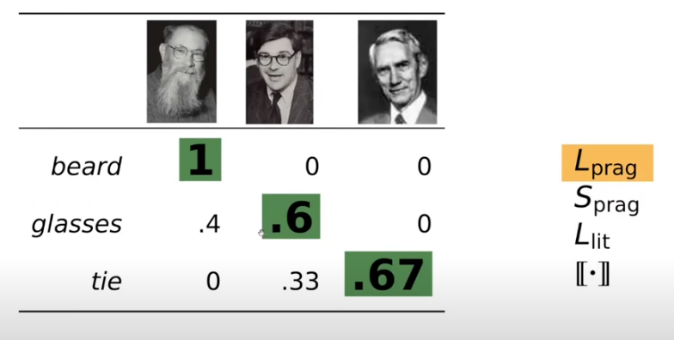 beard 1 0 0
glasses .4 .6 0
tie 0 .33 .67
L_prag
S_prag
L_lit
⟦·⟧